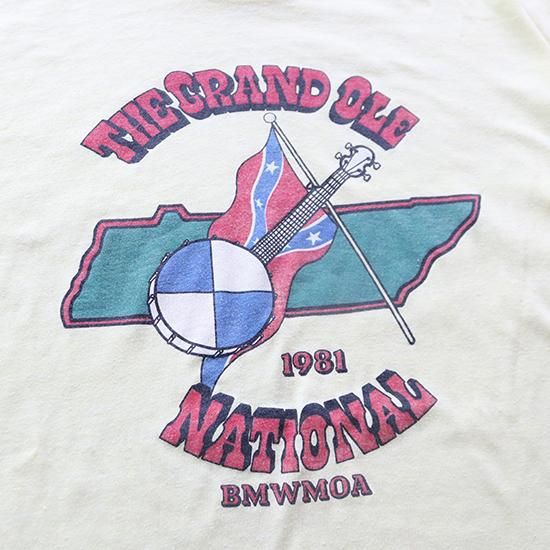 THE GRAND OLE
1981
NATIONAL
BMWMOA